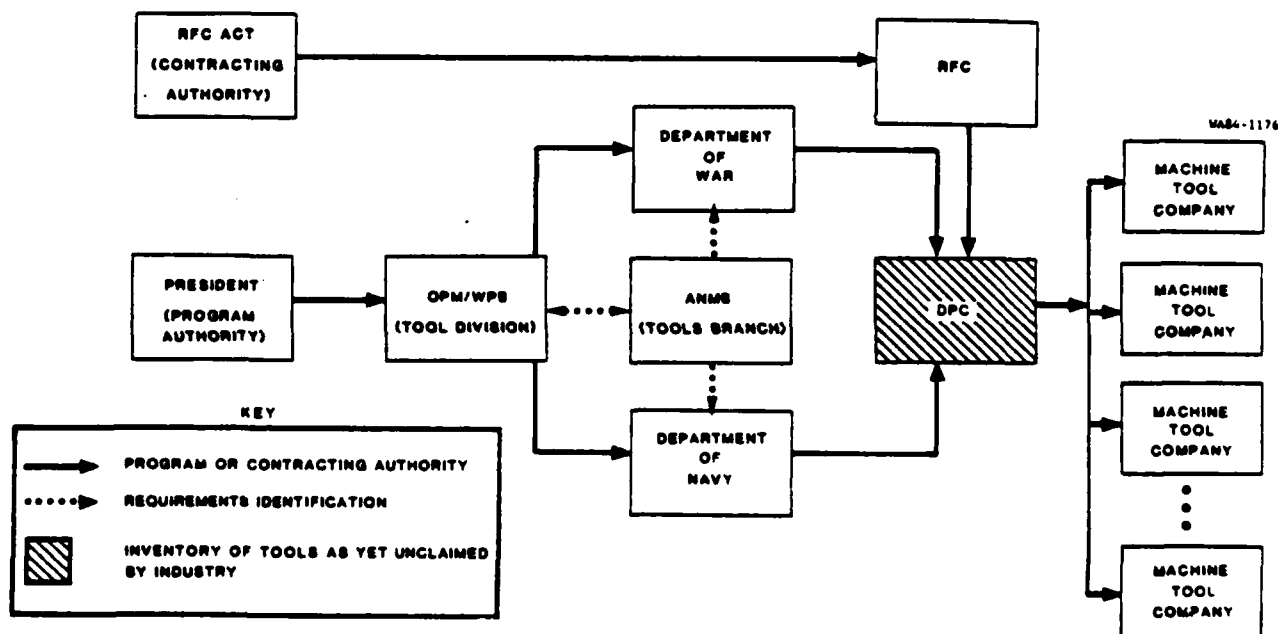 RFC ACT
(CONTRACTING
AUTHORITY)
RFC
WA84-1176
DEPARTMENT
OF
WAR
MACHINE
TOOL
COMPANY
PRESIDENT
(PROGRAM
AUTHORITY)
OPM/WPB
(TOOL DIVISION)
ANMB
(TOOLS BRANCH)
DPC
MACHINE
TOOL
COMPANY
DEPARTMENT
OF
NAVY
MACHINE
TOOL
COMPANY
MACHINE
TOOL
COMPANY
KEY
PROGRAM OR CONTRACTING AUTHORITY
REQUIREMENTS IDENTIFICATION
INVENTORY OF TOOLS AS YET UNCLAIMED
BY INDUSTRY